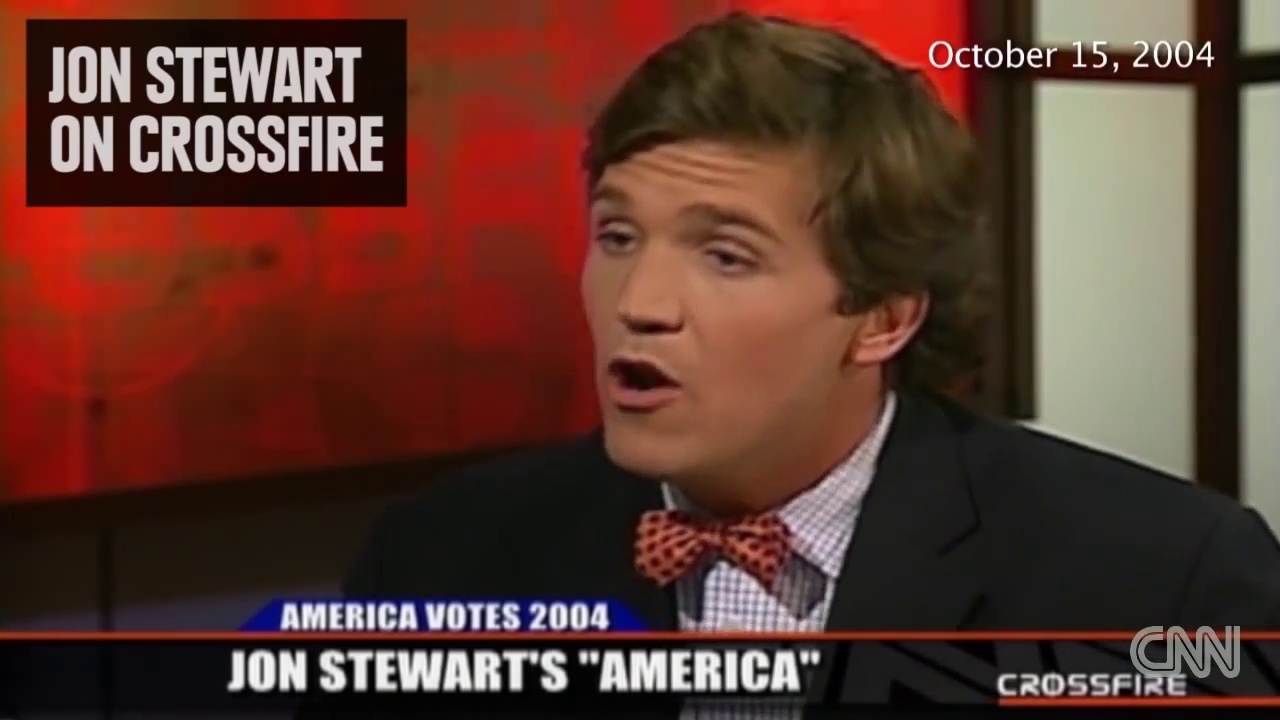 JON STEWART
ON CROSSFIRE
October 15, 2004
AMERICA VOTES 2004
JON STEWART'S "AMERICA"
CNN
CROSSFIRE